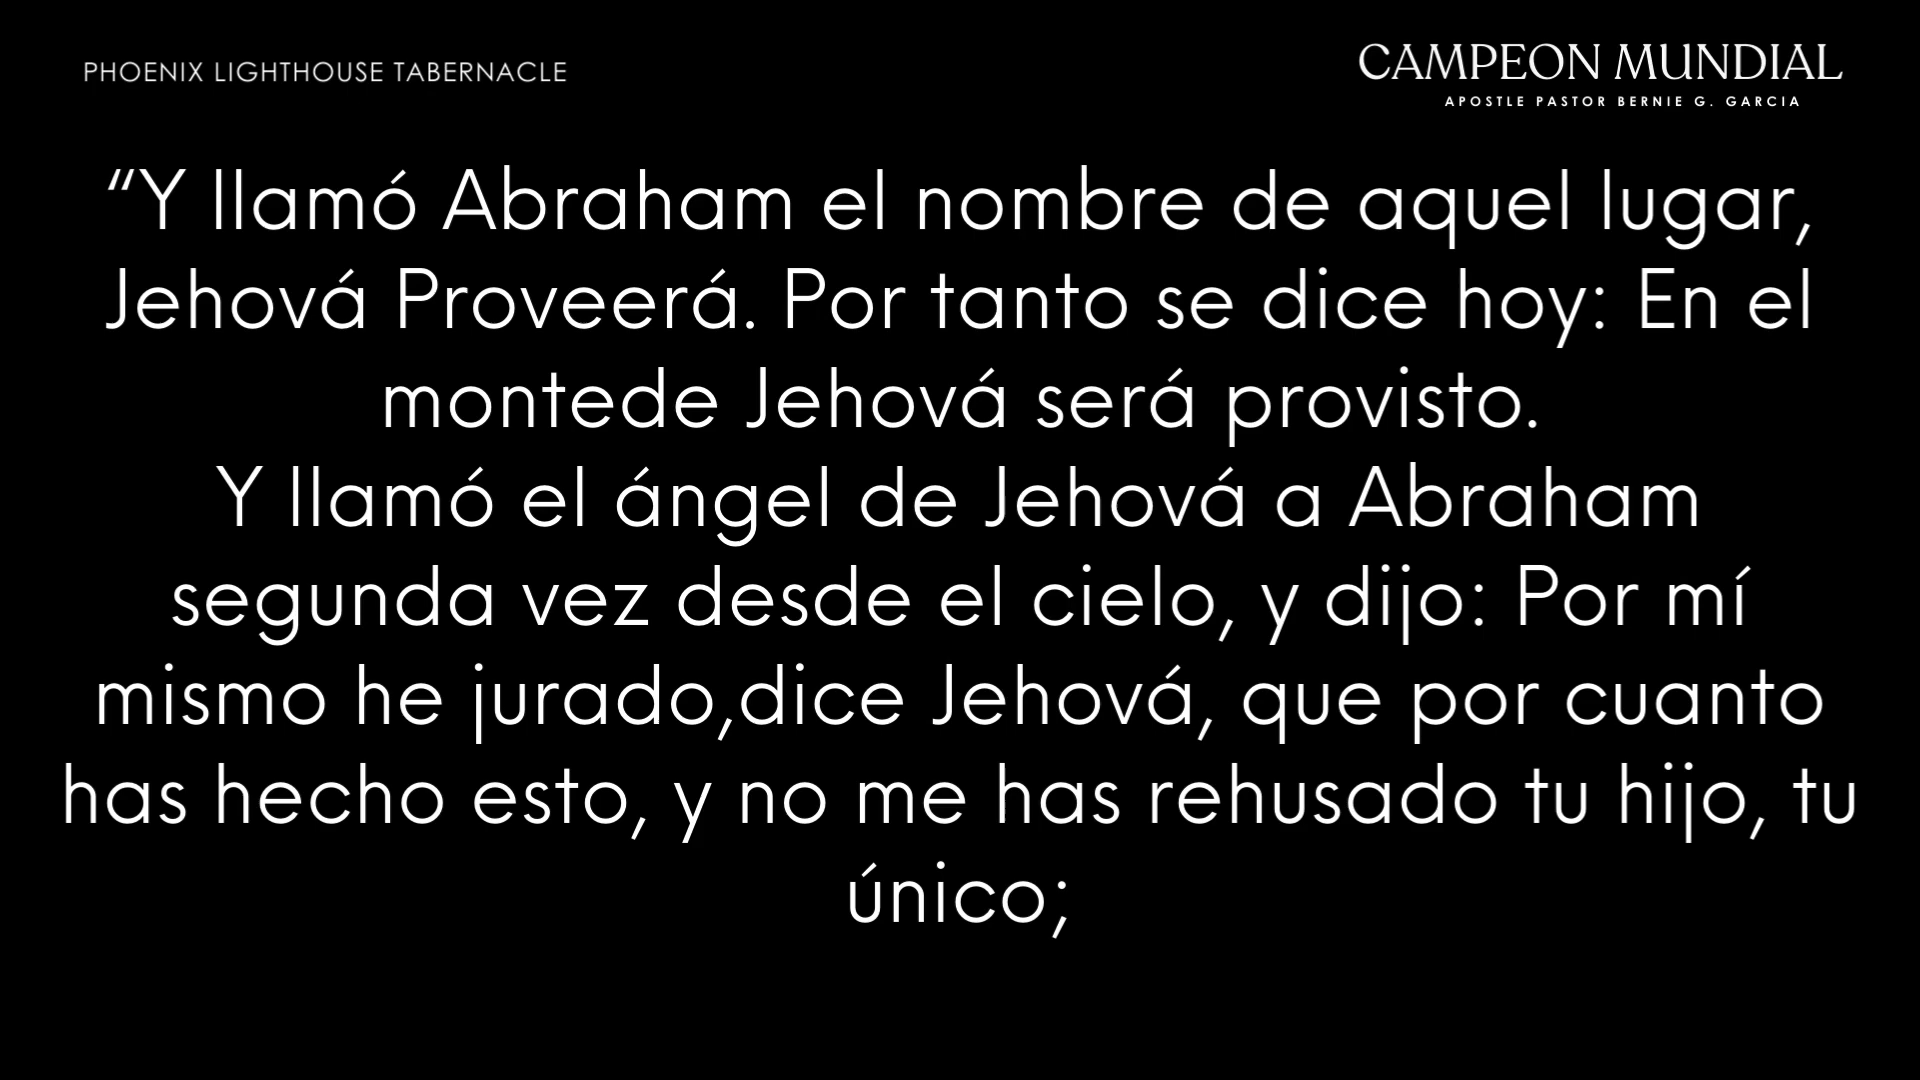 PHOENIX LIGHTHOUSE TABERNACLE
CAMPEON MUNDIAL
APOSTLE PASTOR BERNIE G. GARCIA
“Y llamó Abraham el nombre de aquel lugar,
Jehová Proveerá. Por tanto se dice hoy: En el
montede Jehová será provisto.
Y llamó el ángel de Jehová a Abraham
segunda vez desde el cielo, y dijo: Por mí
mismo he jurado,dice Jehová, que por cuanto
has hecho esto, y no me has rehusado tu hijo, tu
único;